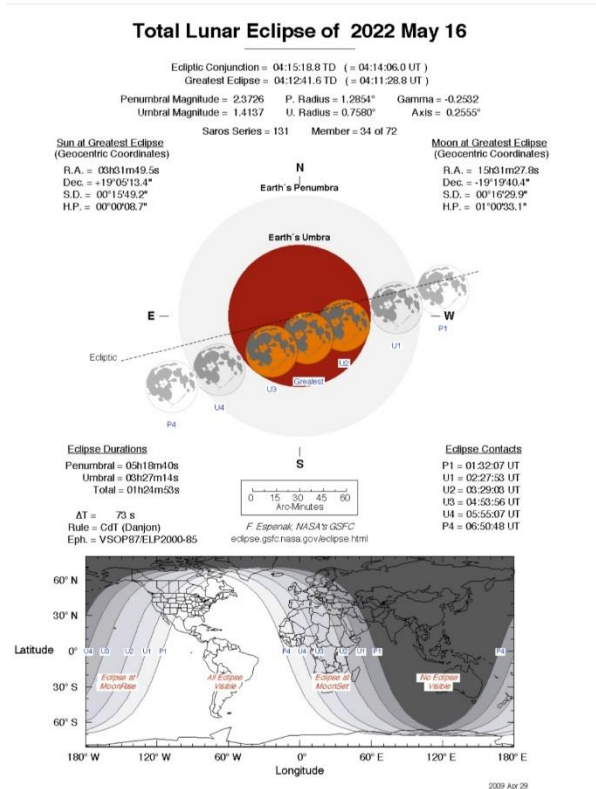 Total Lunar Eclipse of 2022 May 16
Ecliptic Conjunction = 04:15:18.8 TD ( = 04:14:06.0 UT )
Greatest Eclipse = 04:12:41.6 TD ( = 04:11:28.8 UT )
Penumbral Magnitude = 2.3726 P. Radius = 1.2854° Gamma = -0.2532
Umbral Magnitude = 1.4137 U. Radius = 0.7580° Axis = 0.2555°
Saros Series = 131 Member = 34 of 72
Sun at Greatest Eclipse
(Geocentric Coordinates)
R.A. = 03h31m49.5s
Dec. = +19°05'13.4"
S.D. = 00°15'49.2"
H.P. = 00°00'08.7"
Moon at Greatest Eclipse
(Geocentric Coordinates)
R.A. = 15h31m27.8s
Dec. = -19°19'40.4"
S.D. = 00°16'29.9"
H.P. = 01°00'33.1"
N
Earth's Penumbra
Earth's Umbra
E
W
P1
U1
Ecliptic
U2
Greatest
U3
U4
P4
S
Eclipse Durations
Penumbral = 05h18m40s
Umbral = 03h27m14s
Total = 01h24m53s
ΔT = 73 s
Rule = CdT (Danjon)
Eph. = VSOP87/ELP2000-85
0 15 30 45 60
Arc-Minutes
F. Espenak, NASA's GSFC
eclipse.gsfc.nasa.gov/eclipse.html
Eclipse Contacts
P1 = 01:32:07 UT
U1 = 02:27:53 UT
U2 = 03:29:03 UT
U3 = 04:53:56 UT
U4 = 05:55:07 UT
P4 = 06:50:48 UT
60° N
30° N
Latitude 0°
30° S
60° S
U4 U3 U2 U1 P1 P4 U4 U3 U2 U1 P1 P4
Eclipse at
MoonRise
All Eclipse
Visible
Eclipse at
MoonSet
No Eclipse
Visible
180° W 120° W 60° W 0° 60° E 120° E 180° E
Longitude
2009 Apr 29